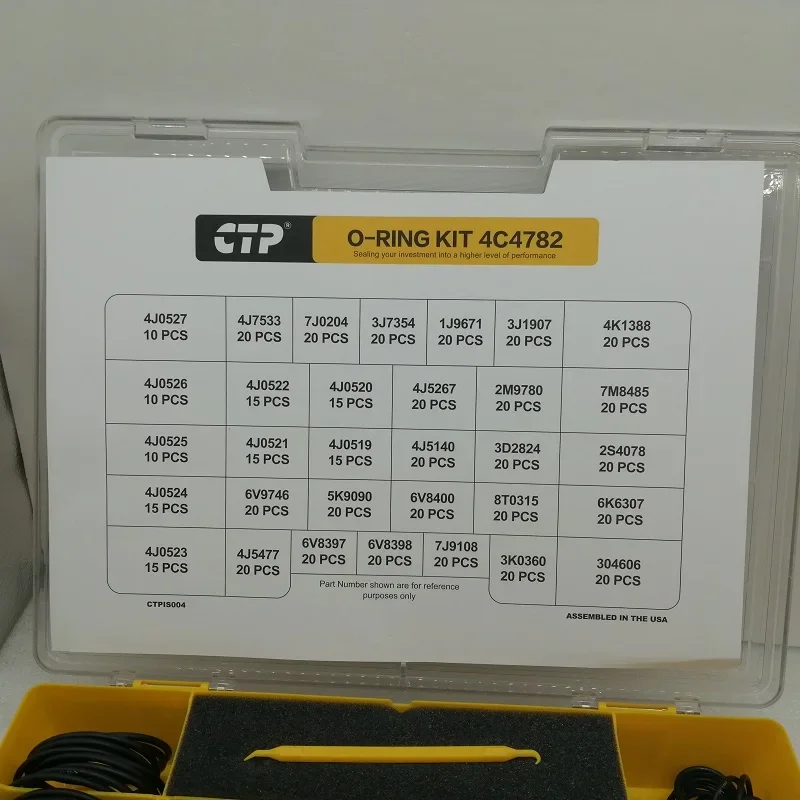 CTP®
O-RING KIT 4C4782
Sealing your investment into a higher level of performance
4J0527 4J7533 7J0204 3J7354 1J9671 3J1907 4K1388
10 PCS 20 PCS 20 PCS 20 PCS 20 PCS 20 PCS 20 PCS
4J0526 4J0522 4J0520 4J5267 2M9780 7M8485
10 PCS 15 PCS 15 PCS 20 PCS 20 PCS 20 PCS
4J0525 4J0521 4J0519 4J5140 3D2824 2S4078
10 PCS 15 PCS 15 PCS 20 PCS 20 PCS 20 PCS
4J0524 6V9746 5K9090 6V8400 8T0315 6K6307
15 PCS 20 PCS 20 PCS 20 PCS 20 PCS 20 PCS
4J0523 4J5477 6V8397 6V8398 7J9108 3K0360 304606
15 PCS 20 PCS 20 PCS 20 PCS 20 PCS 20 PCS 20 PCS
Part Number shown are for reference
purposes only
CTPIS004
ASSEMBLED IN THE USA